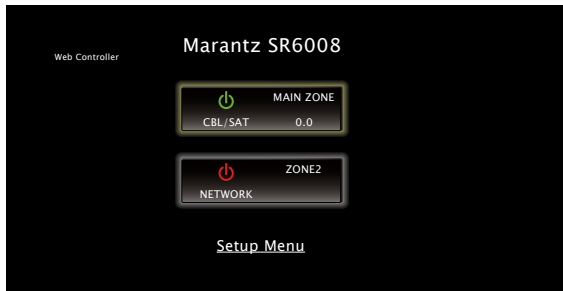 Marantz SR6008
Web Controller
MAIN ZONE
CBL/SAT 0.0
ZONE2
NETWORK
Setup Menu